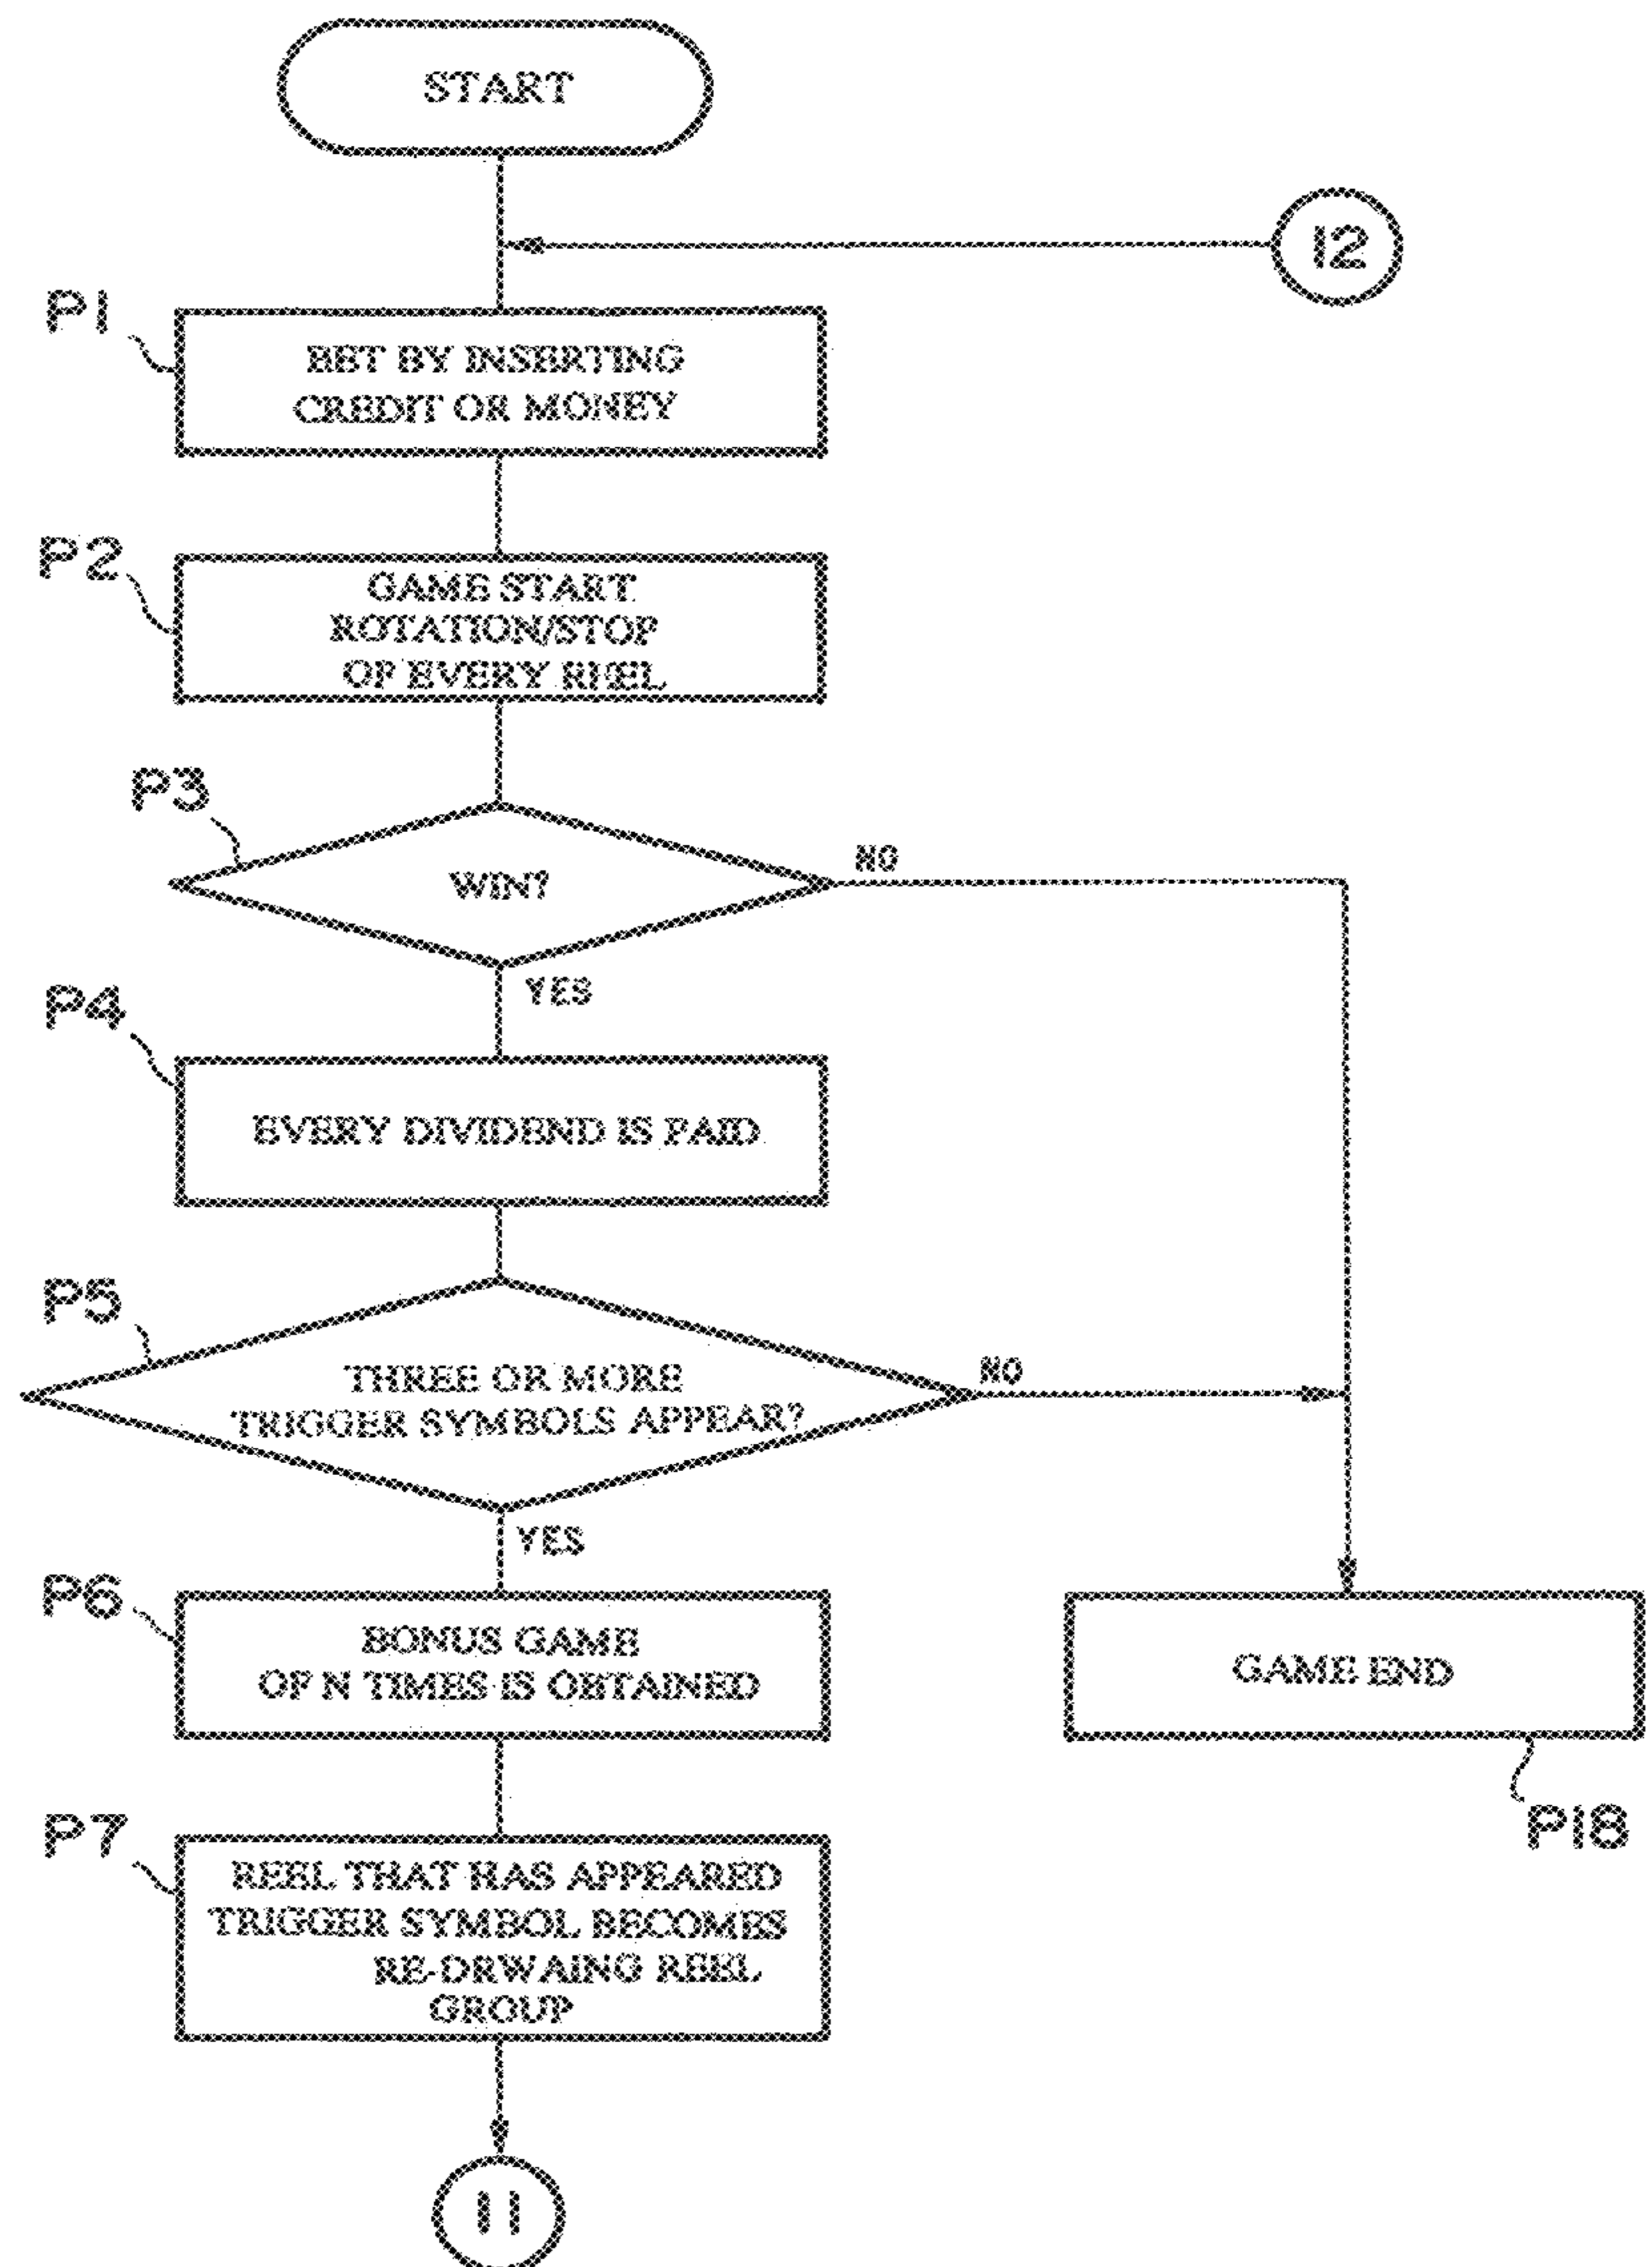 START
12
P1
BET BY INSERTING
CREDIT OR MONEY
P2
GAME START
ROTATION/STOP
OF EVERY REEL
P3
WIN?
NO
YES
P4
EVERY DIVIDEND IS PAID
P5
THREE OR MORE
TRIGGER SYMBOLS APPEAR?
NO
YES
P6
BONUS GAME
OF N TIMES IS OBTAINED
GAME END
P18
P7
REEL THAT HAS APPEARED
TRIGGER SYMBOL BECOMES
RE-DRWAING REEL
GROUP
11